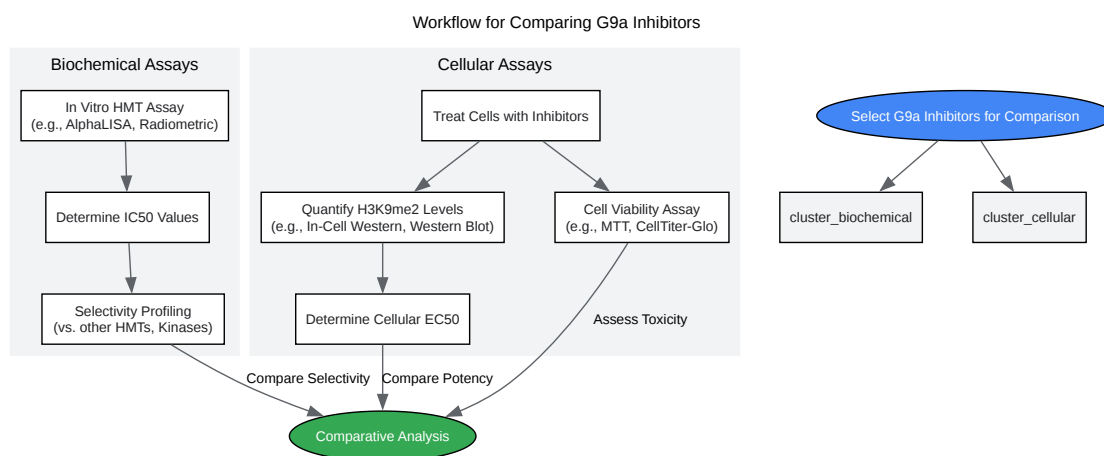 Workflow for Comparing G9a Inhibitors
Biochemical Assays
In Vitro HMT Assay
(e.g., AlphaLISA, Radiometric)
Determine IC50 Values
Selectivity Profiling
(vs. other HMTs, Kinases)
Cellular Assays
Treat Cells with Inhibitors
Quantify H3K9me2 Levels
(e.g., In-Cell Western, Western Blot)
Cell Viability Assay
(e.g., MTT, CellTiter-Glo)
Determine Cellular EC50
Assess Toxicity
Compare Selectivity
Compare Potency
Comparative Analysis
Select G9a Inhibitors for Comparison
cluster_biochemical
cluster_cellular